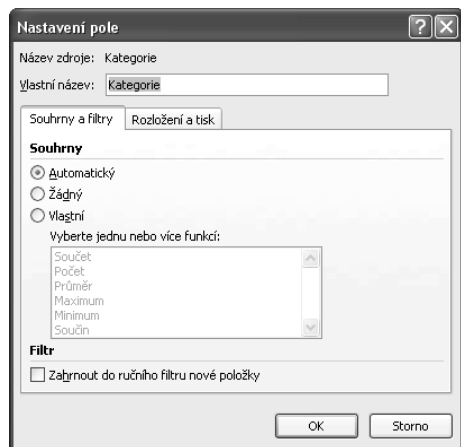 Nastavení pole
Název zdroje: Kategorie
Vlastní název: Kategorie
Souhrny a filtry Rozložení a tisk
Souhrny
Automatický
Žádný
Vlastní
Vyberte jednu nebo více funkcí:
Součet
Počet
Průměr
Maximum
Minimum
Součin
Filtr
Zahrnout do ručního filtru nové položky
OK Storno